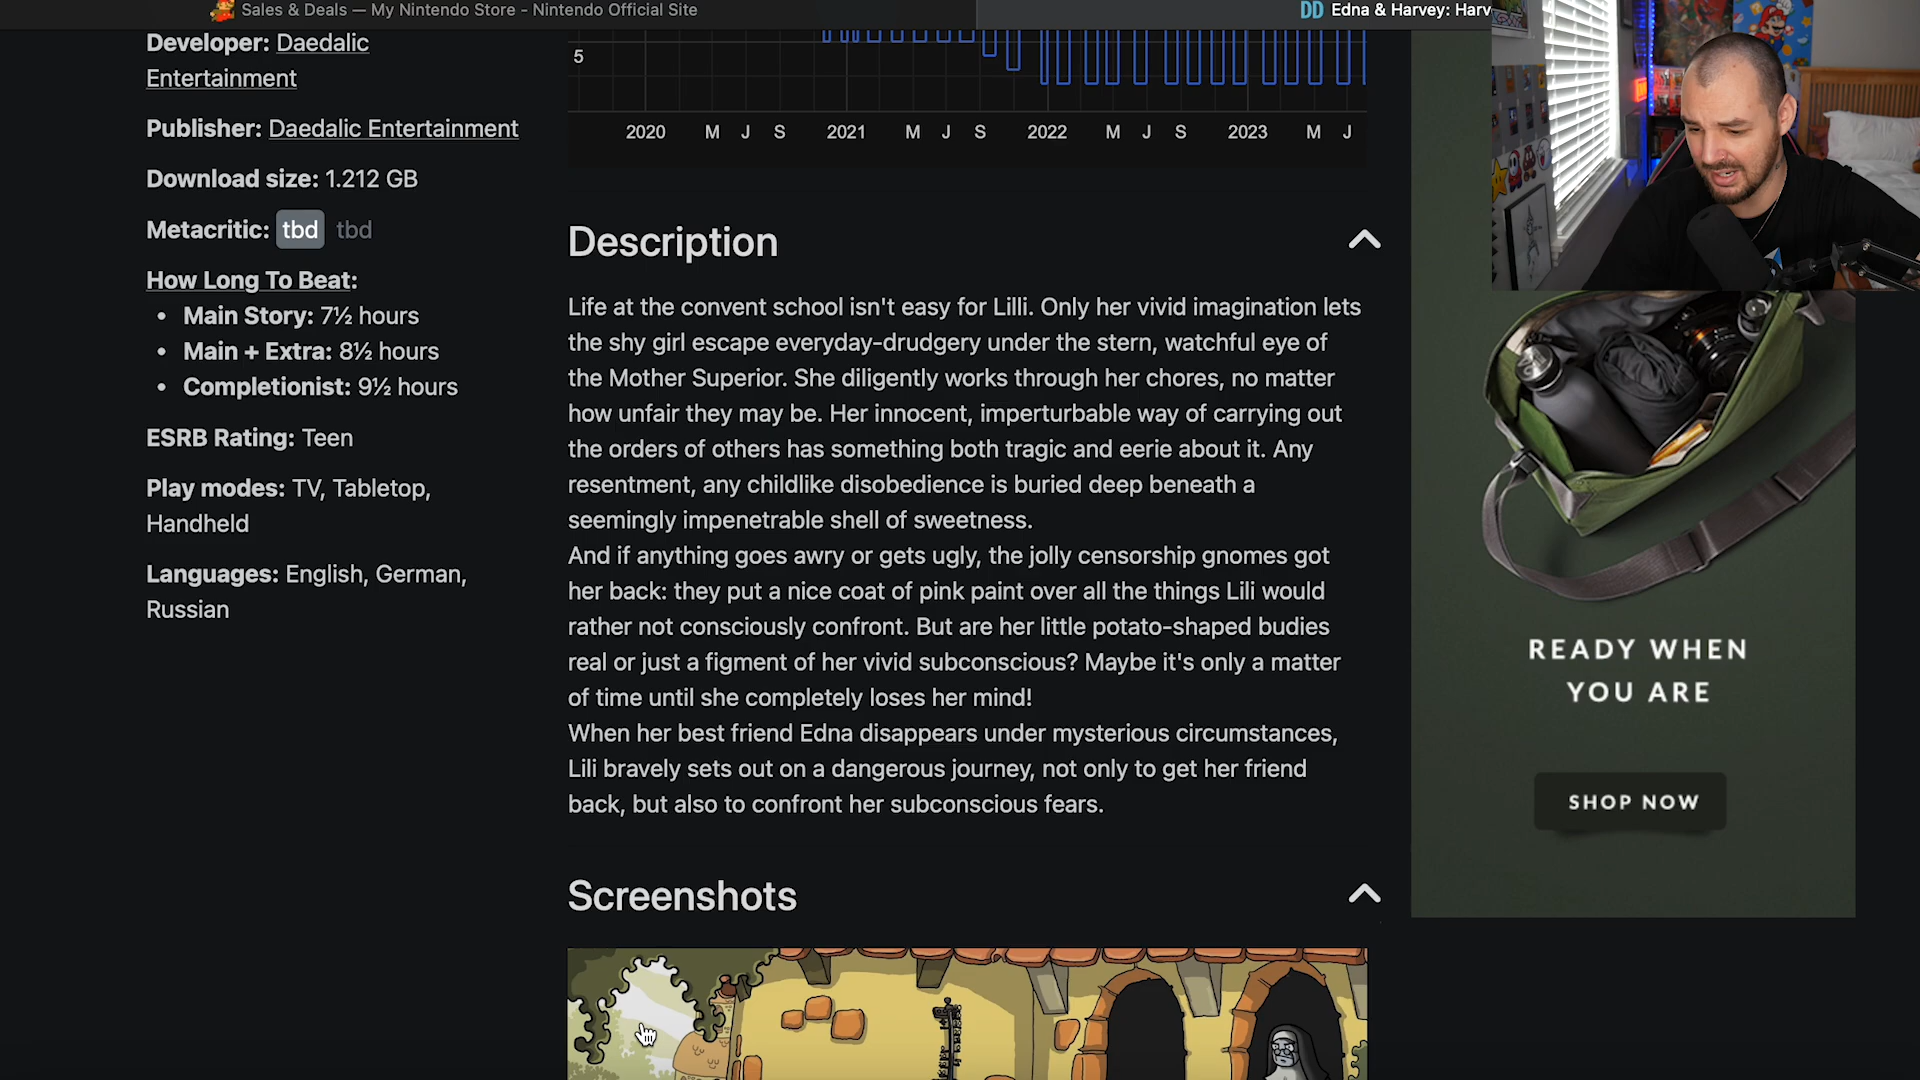 Sales & Deals — My Nintendo Store - Nintendo Official Site
DD Edna & Harvey: Harv
Developer: Daedalic
Entertainment
Publisher: Daedalic Entertainment
Download size: 1.212 GB
Metacritic: tbd tbd
How Long To Beat:
• Main Story: 7½ hours
• Main + Extra: 8½ hours
• Completionist: 9½ hours
ESRB Rating: Teen
Play modes: TV, Tabletop,
Handheld
Languages: English, German,
Russian
5
2020 M J S 2021 M J S 2022 M J S 2023 M J
Description
Life at the convent school isn't easy for Lilli. Only her vivid imagination lets
the shy girl escape everyday-drudgery under the stern, watchful eye of
the Mother Superior. She diligently works through her chores, no matter
how unfair they may be. Her innocent, imperturbable way of carrying out
the orders of others has something both tragic and eerie about it. Any
resentment, any childlike disobedience is buried deep beneath a
seemingly impenetrable shell of sweetness.
And if anything goes awry or gets ugly, the jolly censorship gnomes got
her back: they put a nice coat of pink paint over all the things Lili would
rather not consciously confront. But are her little potato-shaped budies
real or just a figment of her vivid subconscious? Maybe it's only a matter
of time until she completely loses her mind!
When her best friend Edna disappears under mysterious circumstances,
Lili bravely sets out on a dangerous journey, not only to get her friend
back, but also to confront her subconscious fears.
Screenshots
READY WHEN
YOU ARE
SHOP NOW